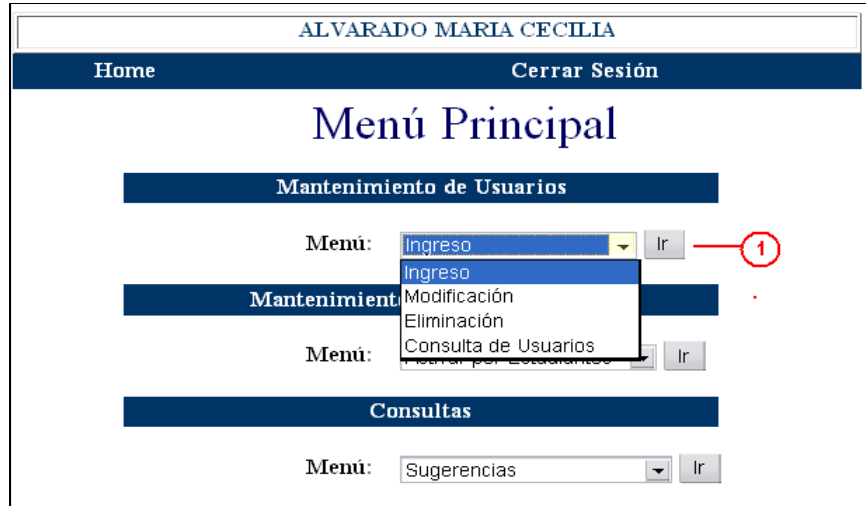 ALVARADO MARIA CECILIA
Home Cerrar Sesión
Menú Principal
Mantenimiento de Usuarios
Menú: Ingreso Ir 1
Ingreso
Modificación
Eliminación
Consulta de Usuarios
Mantenimient
Menú: Ir
Consultas
Menú: Sugerencias Ir